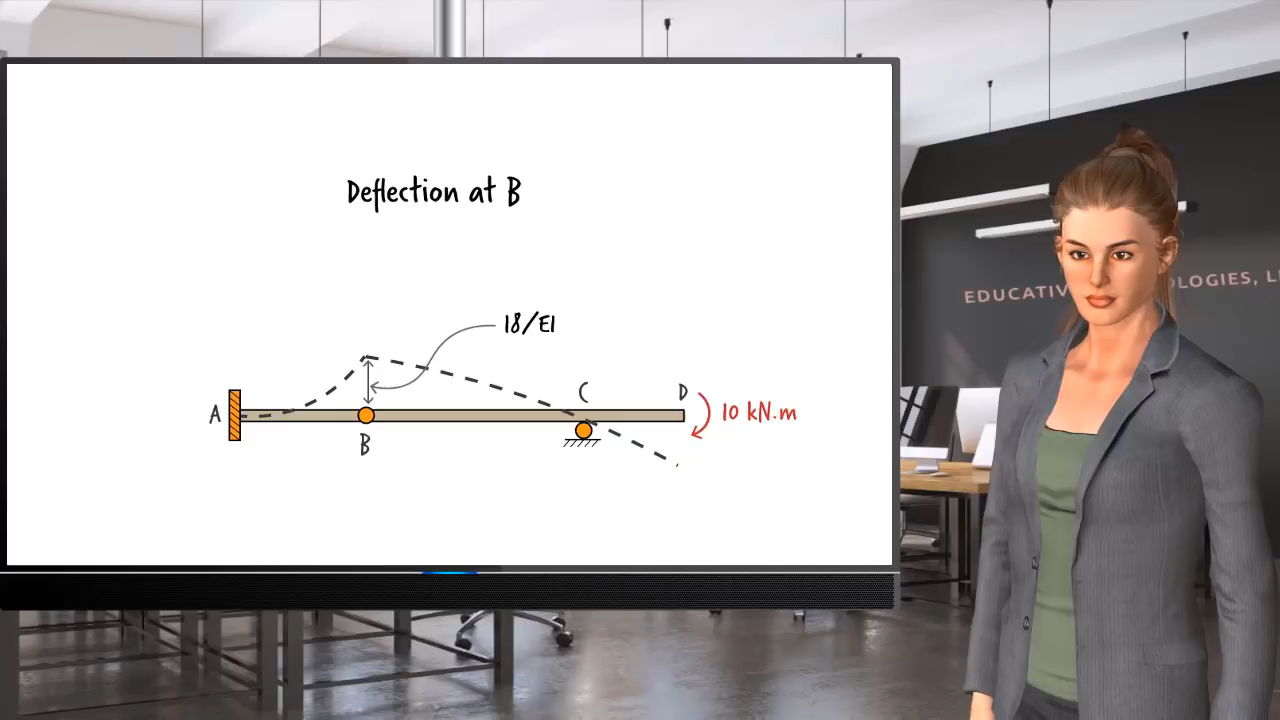 Deflection at B
18/EI
A
B
C
D
10 kN.m
EDUCATIV
OLOGIES, L